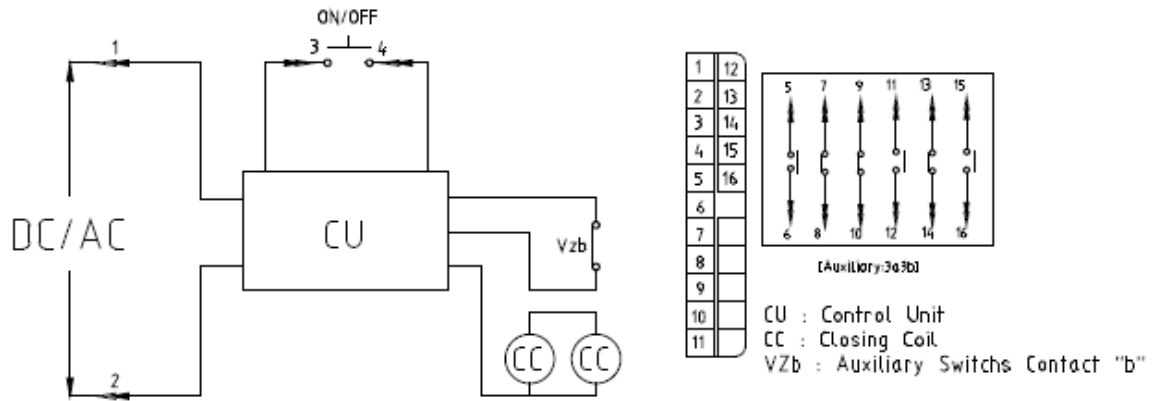 ON/OFF
3 4
1
DC/AC
CU
Vzb
CC CC
2
1 12
2 13
3 14
4 15
5 16
6
7
8
9
10
11
5 7 9 11 13 15
6 8 10 12 14 16
[Auxiliary:3a3b]
CU : Control Unit
CC : Closing Coil
VZb : Auxiliary Switchs Contact "b"